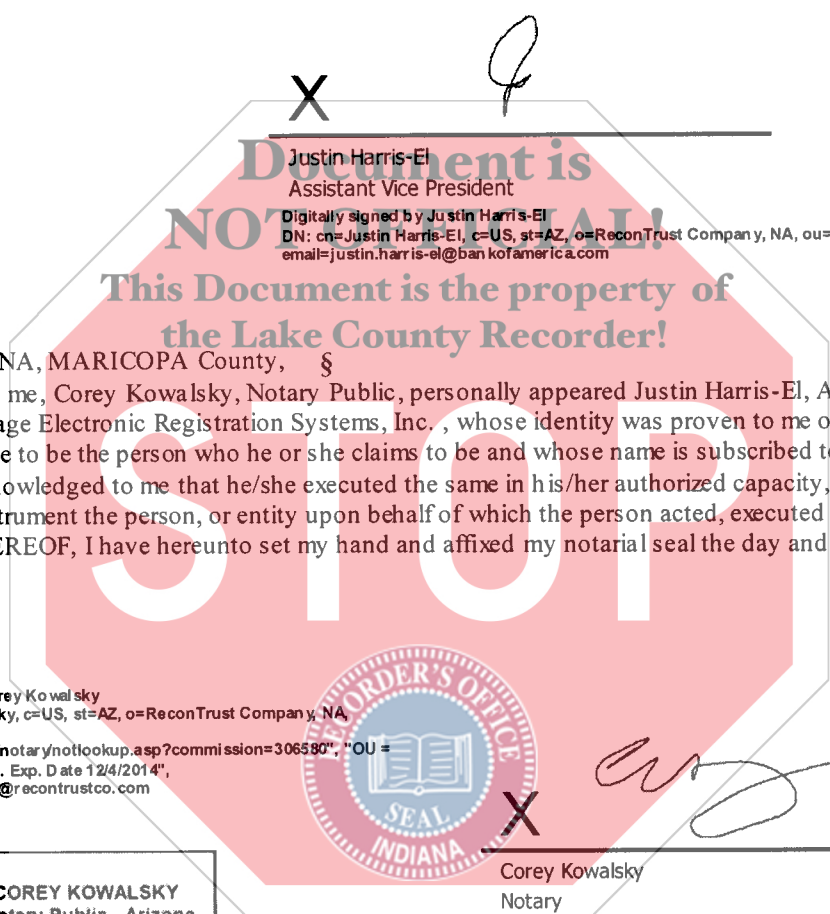 X
Justin Harris-El
Assistant Vice President
Digitally signed by Justin Harris-El
DN: cn=Justin Harris-El, c=US, st=AZ, o=ReconTrust Company, NA, ou=
email=justin.harris-el@bankofamerica.com
Document is
NOT OFFICIAL!
This Document is the property of
the Lake County Recorder!
STOP
NA, MARICOPA County, §
me, Corey Kowalsky, Notary Public, personally appeared Justin Harris-El, A
age Electronic Registration Systems, Inc. , whose identity was proven to me o
e to be the person who he or she claims to be and whose name is subscribed t
owledged to me that he/she executed the same in his/her authorized capacity,
trument the person, or entity upon behalf of which the person acted, executed
EREOF, I have hereunto set my hand and affixed my notarial seal the day and
rey Kowalsky
ky, c=US, st=AZ, o=ReconTrust Company, NA,
notary/notlookup.asp?commission=306580", "OU =
. Exp. Date 12/4/2014",
@recontrustco.com
RECORDER'S OFFICE
SEAL
INDIANA
X
Corey Kowalsky
Notary
COREY KOWALSKY
Notary Public - Arizona